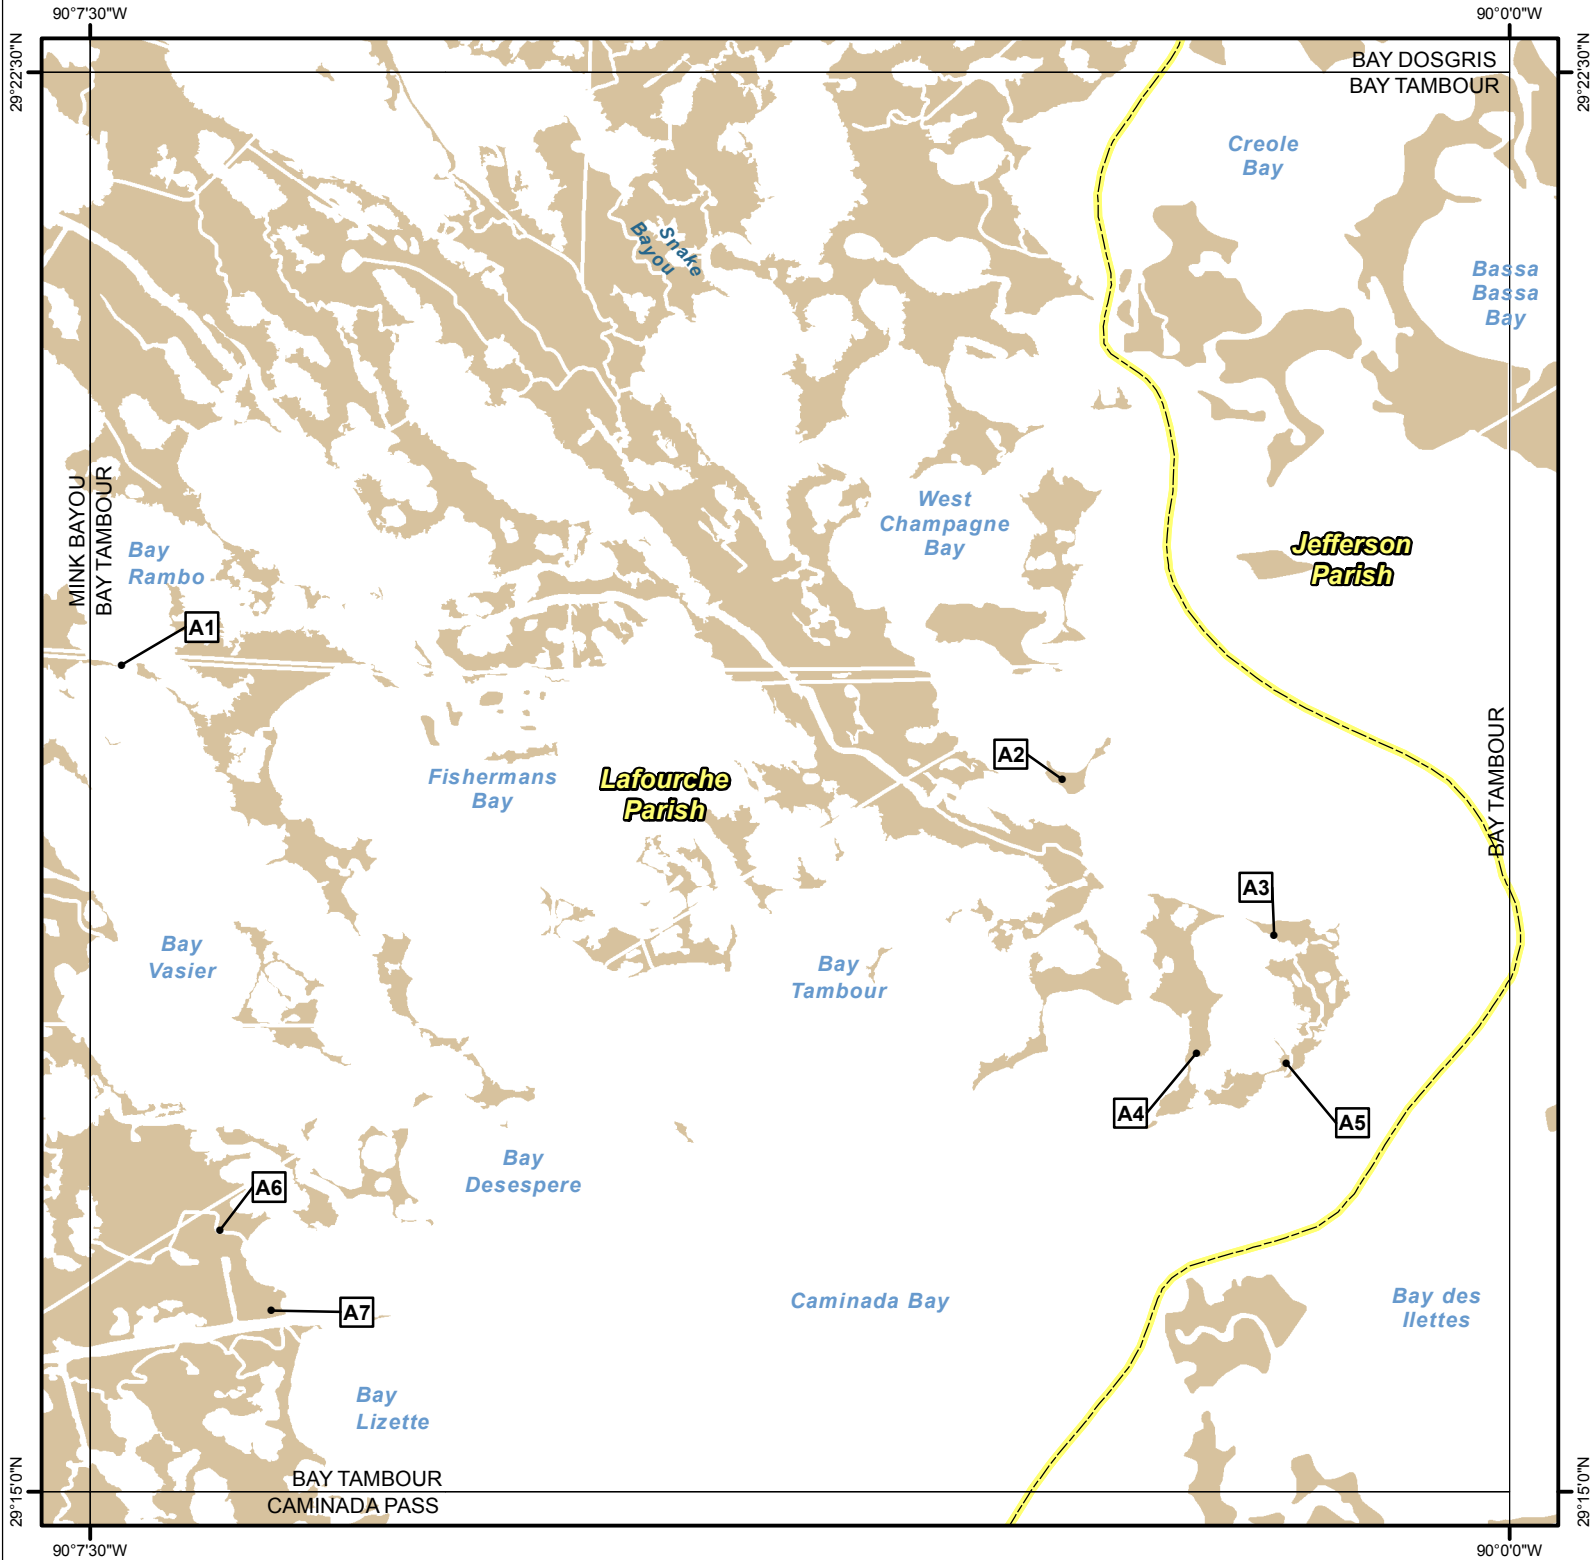 90°7'30"W
90°0'0"W
29°22'30"N
29°22'30"N
BAY DOSGRIS
BAY TAMBOUR
Creole
Bay
Snake
Bayou
Bassa
Bassa
Bay
MINK BAYOU
BAY TAMBOUR
West
Champagne
Bay
Bay
Rambo
Jefferson
Parish
A1
BAY TAMBOUR
A2
Fishermans
Bay
Lafourche
Parish
A3
Bay
Vasier
Bay
Tambour
A4
A5
Bay
Desespere
A6
A7
Caminada Bay
Bay des
Ilettes
Bay
Lizette
BAY TAMBOUR
CAMINADA PASS
29°15'0"N
29°15'0"N
90°7'30"W
90°0'0"W